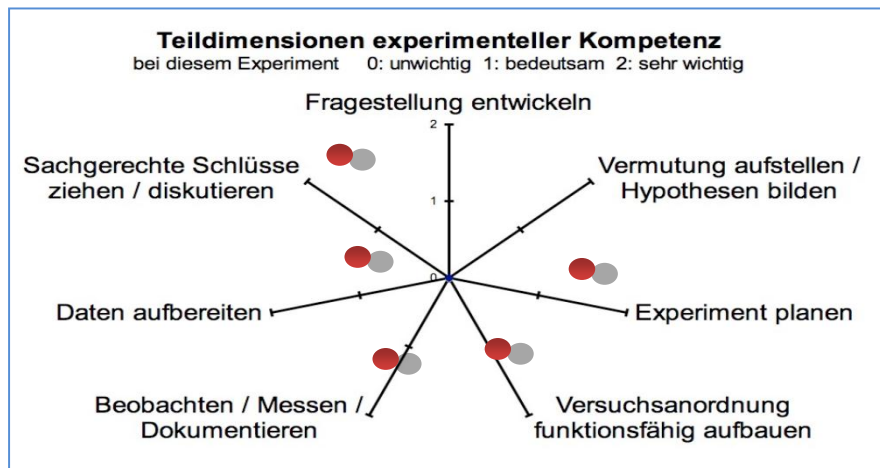 Teildimensionen experimenteller Kompetenz
bei diesem Experiment 0: unwichtig 1: bedeutsam 2: sehr wichtig
Fragestellung entwickeln
2
1
0
Sachgerechte Schlüsse
ziehen / diskutieren
Vermutung aufstellen /
Hypothesen bilden
Daten aufbereiten
Experiment planen
Beobachten / Messen /
Dokumentieren
Versuchsanordnung
funktionsfähig aufbauen